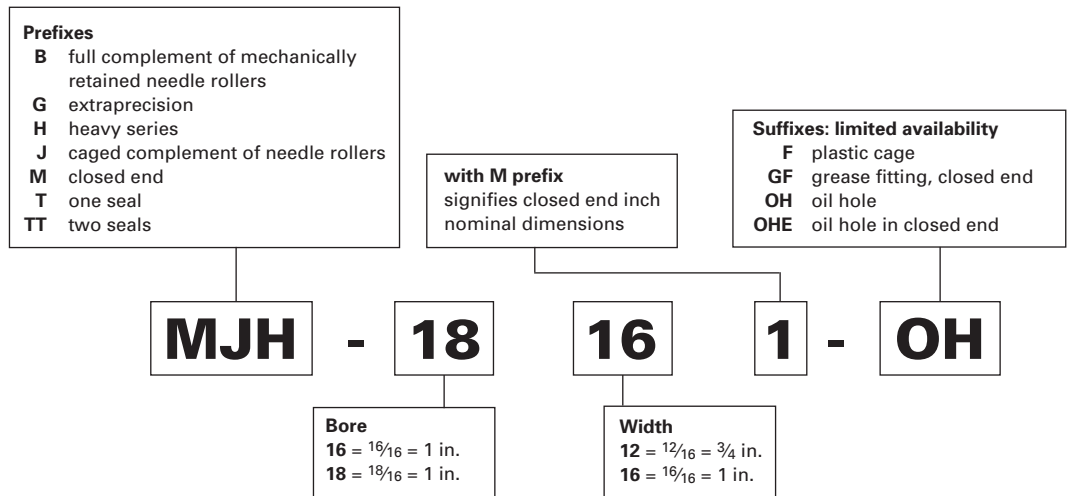 Prefixes
B full complement of mechanically
retained needle rollers
G extraprecision
H heavy series
J caged complement of needle rollers
M closed end
T one seal
TT two seals
with M prefix
signifies closed end inch
nominal dimensions
Suffixes: limited availability
F plastic cage
GF grease fitting, closed end
OH oil hole
OHE oil hole in closed end
MJH - 18 16 1 - OH
Bore
16 = 16/16 = 1 in.
18 = 18/16 = 1 in.
Width
12 = 12/16 = 3/4 in.
16 = 16/16 = 1 in.